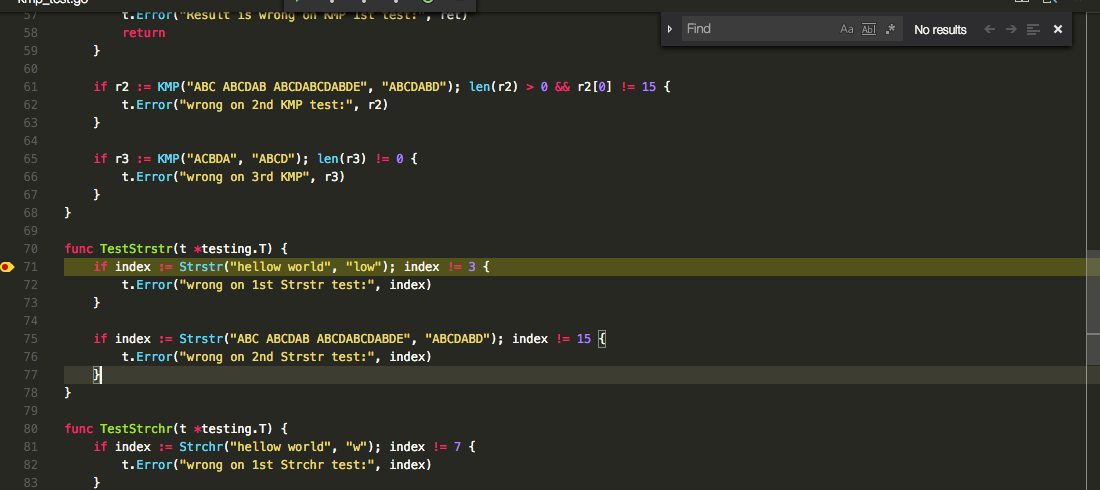 kmp_test.go
57 t.Error("Result is wrong on KMP 1st test:", ret)
Find
Aa Abl .*
No results
58 return
59 }
60
61 if r2 := KMP("ABC ABCDAB ABCDABCDABDE", "ABCDABD"); len(r2) > 0 && r2[0] != 15 {
62 t.Error("wrong on 2nd KMP test:", r2)
63 }
64
65 if r3 := KMP("ACBDA", "ABCD"); len(r3) != 0 {
66 t.Error("wrong on 3rd KMP", r3)
67 }
68 }
69
70 func TestStrstr(t *testing.T) {
71 if index := Strstr("hellow world", "low"); index != 3 {
72 t.Error("wrong on 1st Strstr test:", index)
73 }
74
75 if index := Strstr("ABC ABCDAB ABCDABCDABDE", "ABCDABD"); index != 15 {
76 t.Error("wrong on 2nd Strstr test:", index)
77 }
78 }
79
80 func TestStrchr(t *testing.T) {
81 if index := Strchr("hellow world", "w"); index != 7 {
82 t.Error("wrong on 1st Strchr test:", index)
83 }